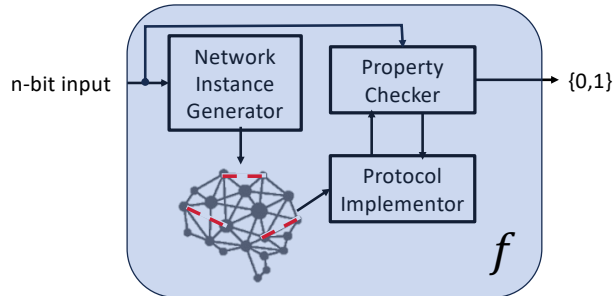 n-bit input
Network
Instance
Generator
Property
Checker
{0,1}
Protocol
Implementor
f